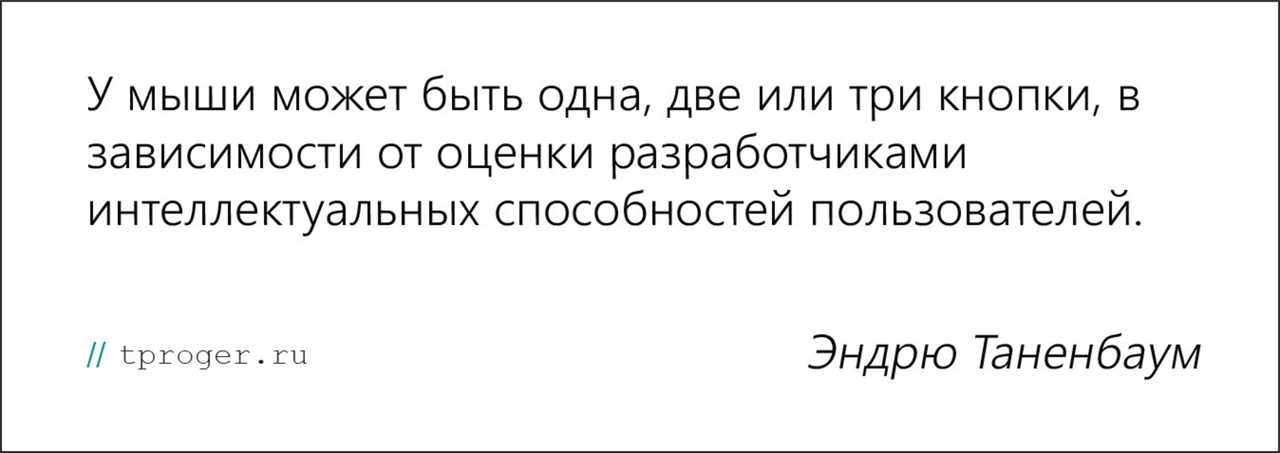 У мыши может быть одна, две или три кнопки, в
зависимости от оценки разработчиками
интеллектуальных способностей пользователей.
// tproger.ru
Эндрю Таненбаум